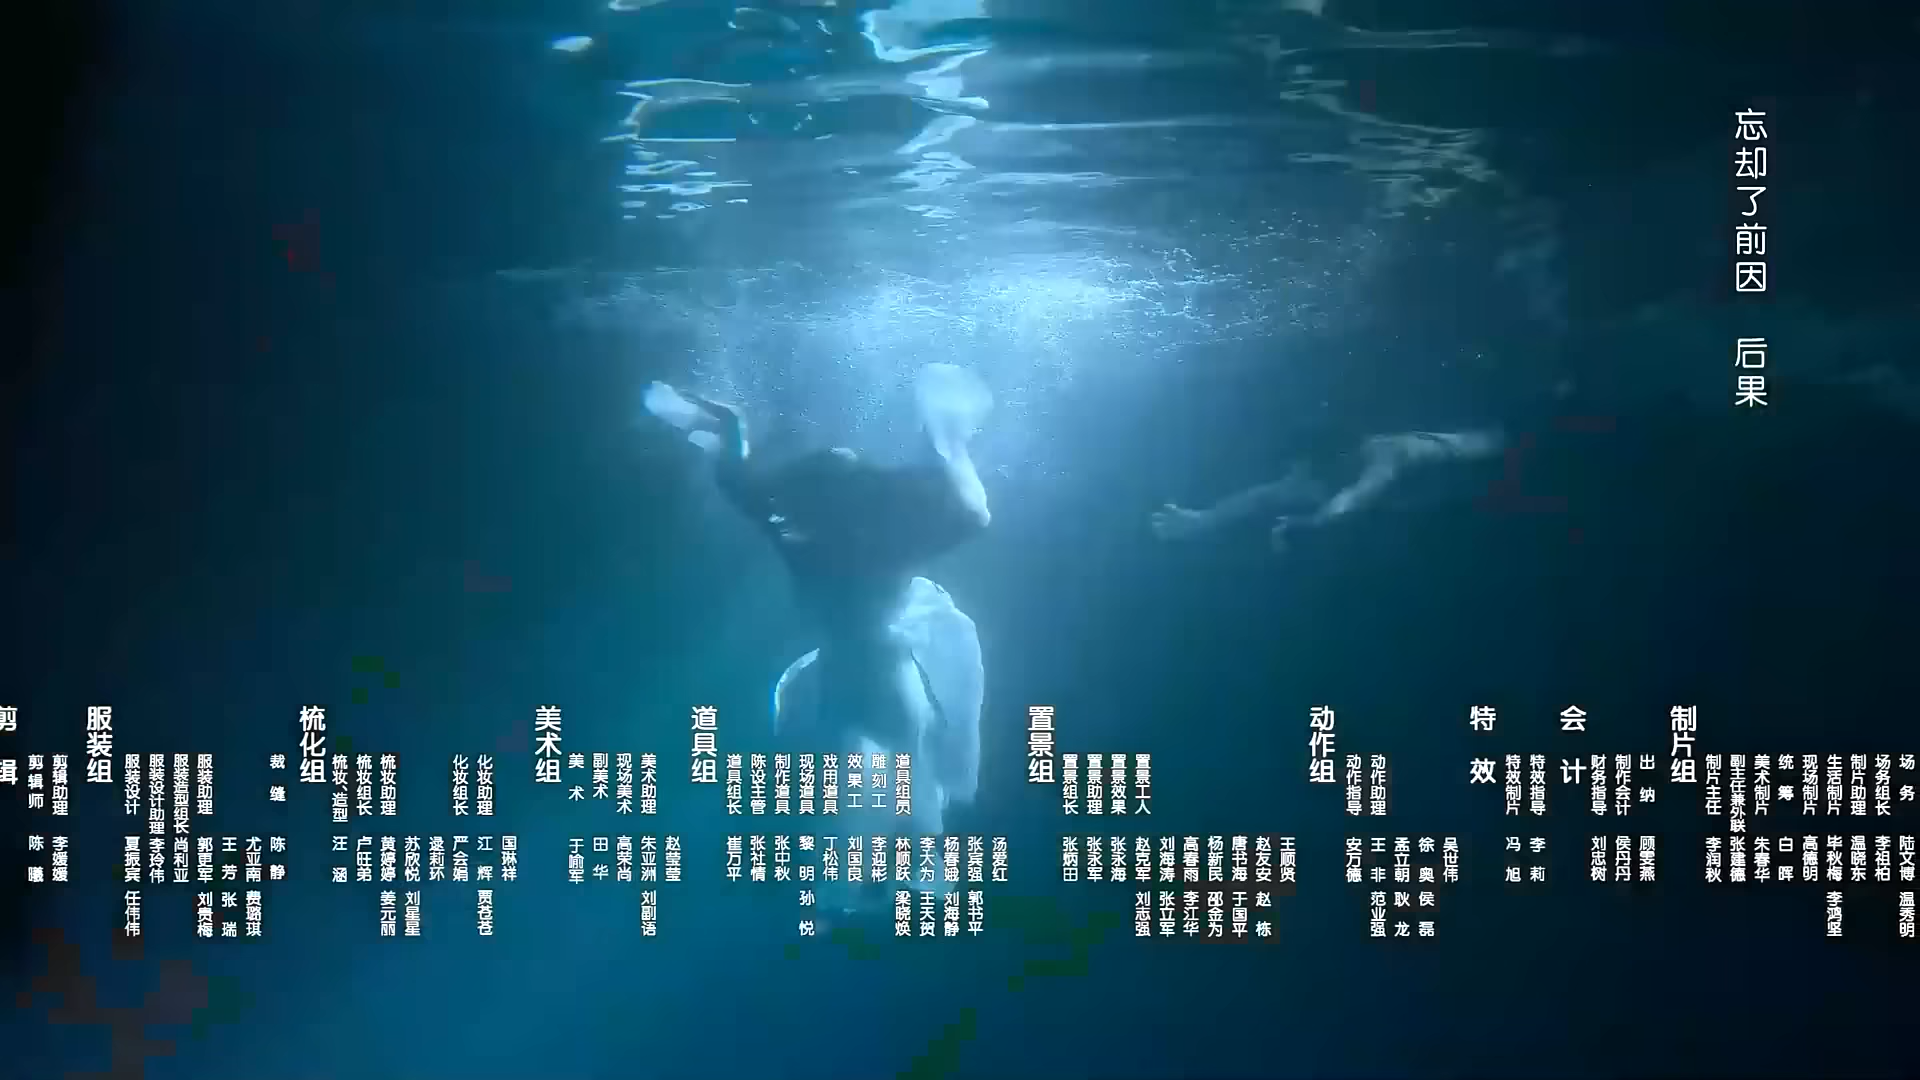 忘却了前因 后果
剪辑
剪辑师 陈曦
剪辑助理 李媛媛
服装组
服装设计 夏振宾 任伟伟
服装设计助理 李玲伟
服装造型组长 尚利亚
服装助理 郭更军 刘贵梅
王芳 张瑞
尤亚南 费璐琪
裁缝 陈静
梳化组
梳妆、造型 汪涵
梳妆组长 卢旺弟
梳妆助理 黄婷婷 姜元丽
苏欣悦 刘星星
逯莉环
化妆组长 严会娟
化妆助理 江辉 贾苍苍
国琳祥
美术组
美术 于喻军
副美术 田华
现场美术 高荣尚
美术助理 朱亚洲 刘副语
赵莹莹
道具组
道具组长 崔万平
陈设主管 张社情
制作道具 张中秋
现场道具 黎明 孙悦
戏用道具 丁松伟
效果工 刘国良
雕刻工 李迎彬
道具组员 林顺跃 梁晓焕
李大为 王天贺
杨春娥 刘海静
张宾强 郭书平
汤爱红
置景组
置景组长 张炳田
置景助理 张永军
置景效果 张永海
置景工人 赵克军 刘志强
刘海涛 张立军
高春雨 李江华
杨新民 邵金为
唐书海 于国平
赵友安 赵栋
王顺贤
动作组
动作指导 安万德
动作助理 王非 范业强
孟立朝 耿龙
徐奥 侯磊
吴世伟
特效
特效制片 冯旭
特效指导 李莉
会计
财务指导 刘忠树
制作会计 侯丹丹
出纳 顾雯燕
制片组
制片主任 李润秋
副主任兼外联 张建德
美术制片 朱春华
统筹 白晖
现场制片 高德明
生活制片 毕秋梅 李鸿坚
制片助理 温晓东
场务组长 李祖柏
场务 陆文博 温秀明